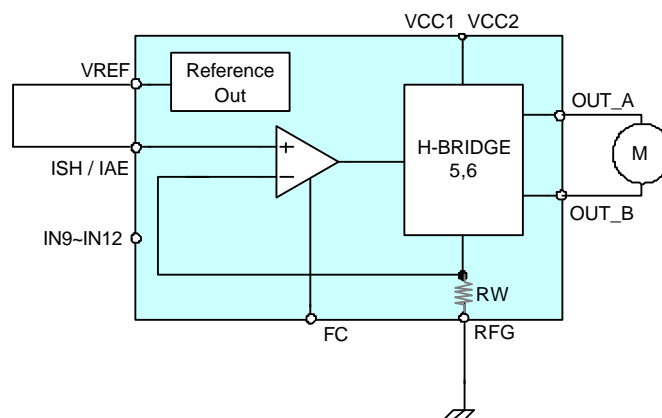 VCC1 VCC2
VREF
Reference
Out
OUT_A
+
H-BRIDGE
5,6
M
ISH / IAE
−
OUT_B
IN9~IN12
RW
FC
RFG